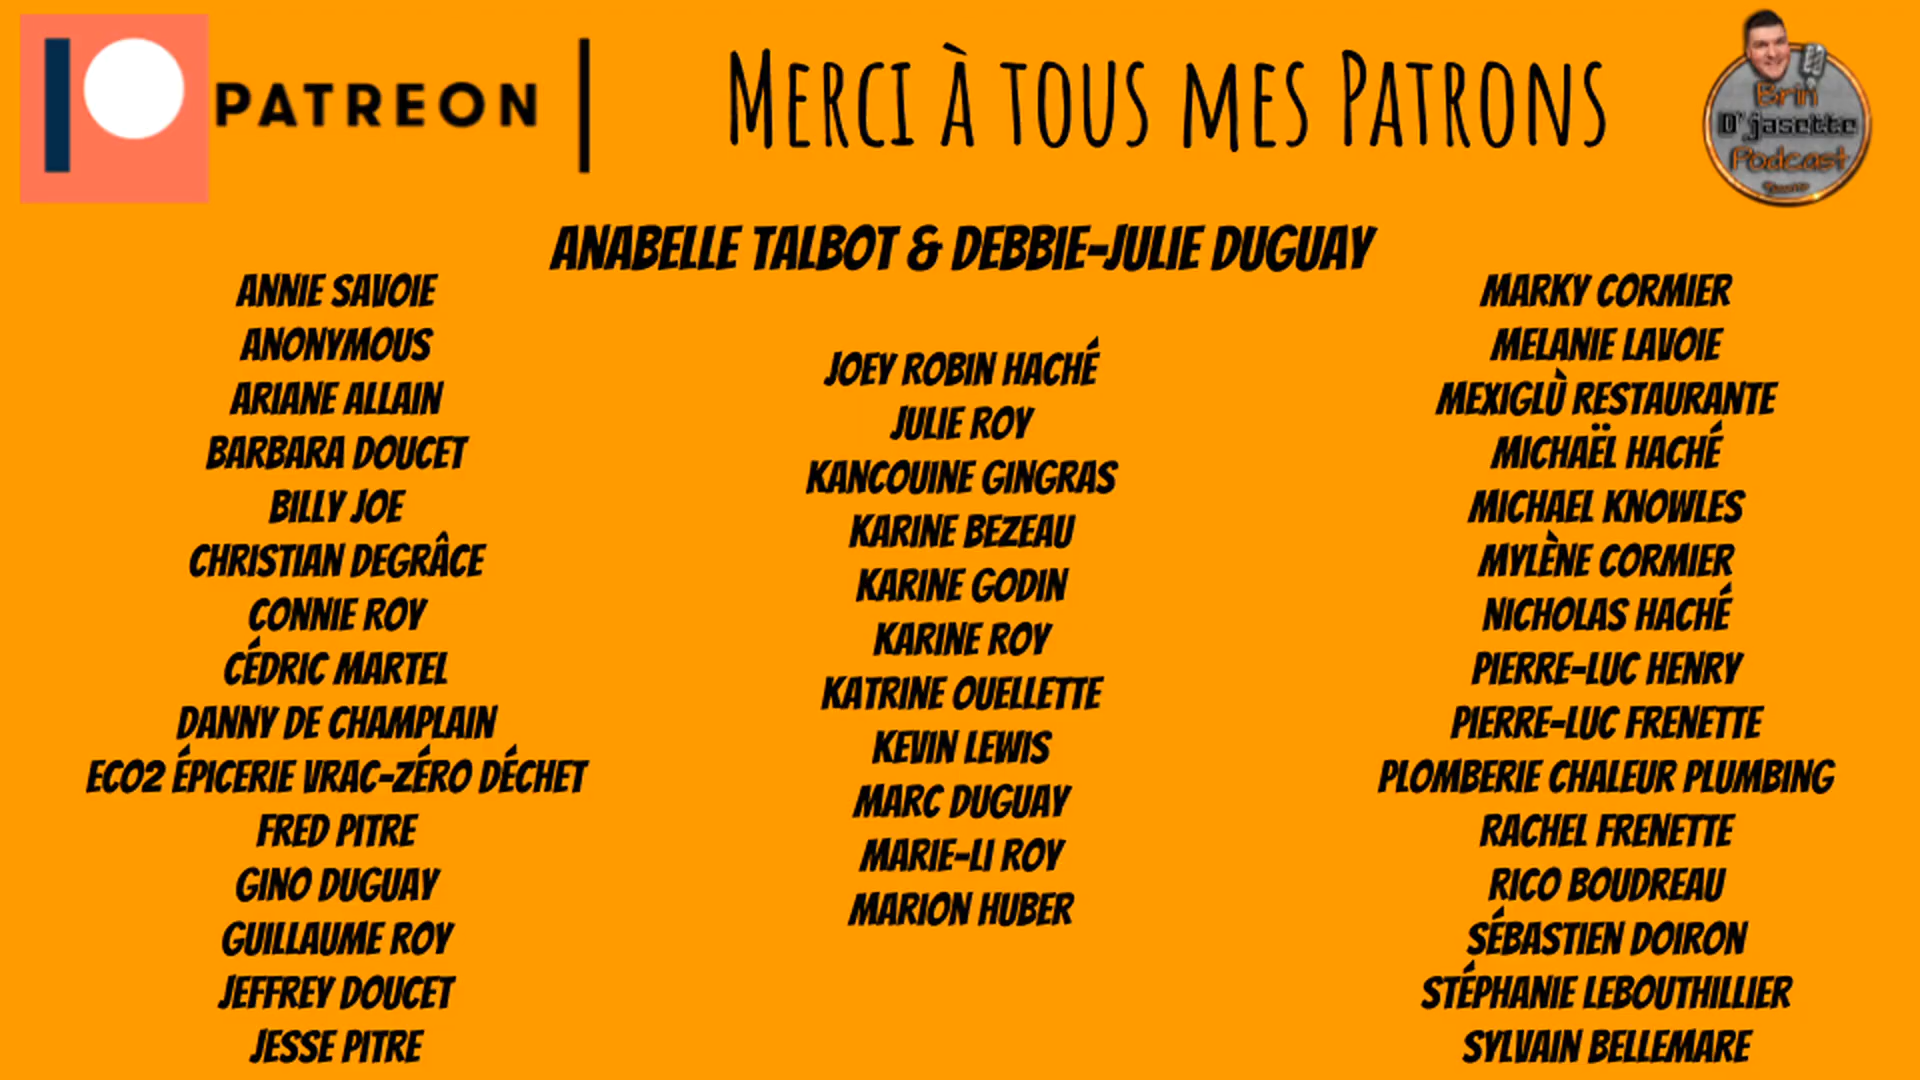 PATREON
MERCI À TOUS MES PATRONS
Brin
D'jasette
Podcast
ANABELLE TALBOT & DEBBIE-JULIE DUGUAY
ANNIE SAVOIE
ANONYMOUS
ARIANE ALLAIN
BARBARA DOUCET
BILLY JOE
CHRISTIAN DEGRÂCE
CONNIE ROY
CÉDRIC MARTEL
DANNY DE CHAMPLAIN
ECO2 ÉPICERIE VRAC-ZÉRO DÉCHET
FRED PITRE
GINO DUGUAY
GUILLAUME ROY
JEFFREY DOUCET
JESSE PITRE
JOEY ROBIN HACHÉ
JULIE ROY
KANCOUINE GINGRAS
KARINE BEZEAU
KARINE GODIN
KARINE ROY
KATRINE OUELLETTE
KEVIN LEWIS
MARC DUGUAY
MARIE-LI ROY
MARION HUBER
MARKY CORMIER
MELANIE LAVOIE
MEXIGLÙ RESTAURANTE
MICHAËL HACHÉ
MICHAEL KNOWLES
MYLÈNE CORMIER
NICHOLAS HACHÉ
PIERRE-LUC HENRY
PIERRE-LUC FRENETTE
PLOMBERIE CHALEUR PLUMBING
RACHEL FRENETTE
RICO BOUDREAU
SÉBASTIEN DOIRON
STÉPHANIE LEBOUTHILLIER
SYLVAIN BELLEMARE